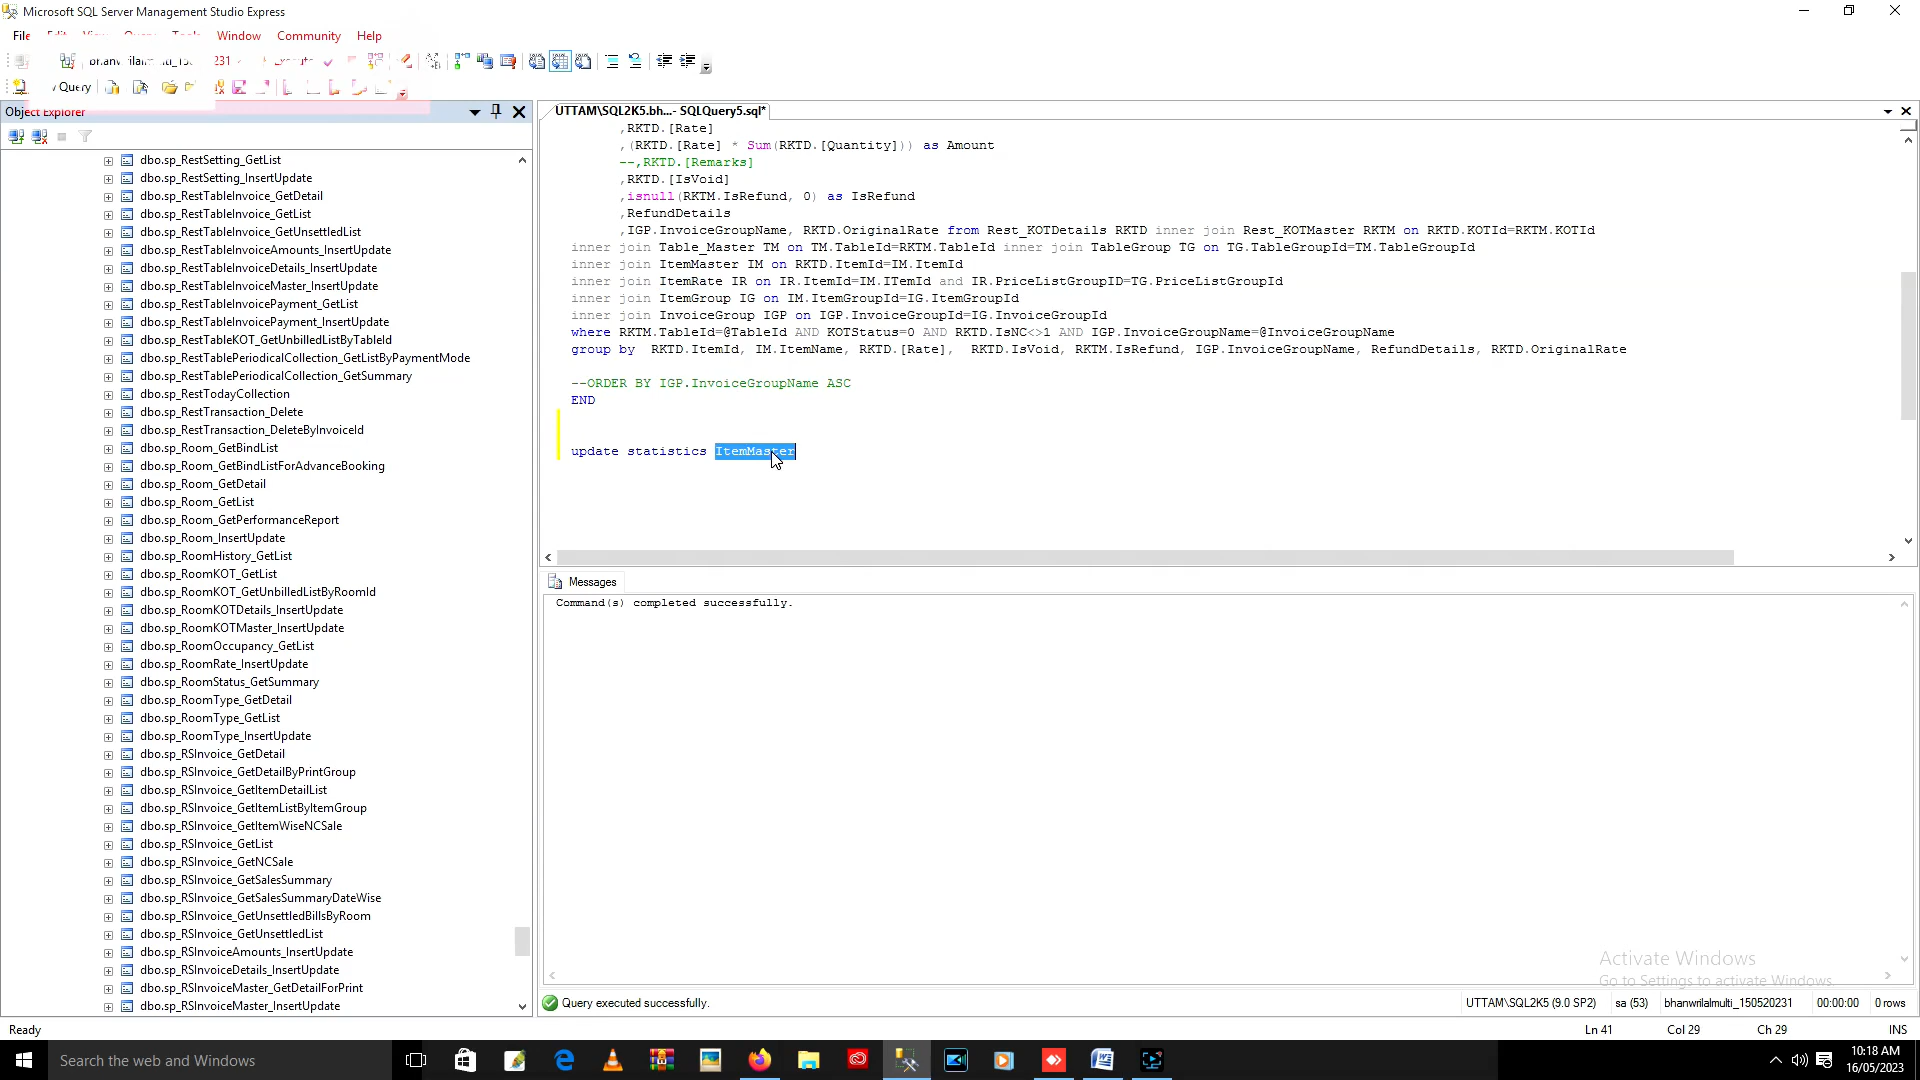 Microsoft SQL Server Management Studio Express
File Window Community Help
231
Query
Object Explorer
dbo.sp_RestSetting_GetList
dbo.sp_RestSetting_InsertUpdate
dbo.sp_RestTableInvoice_GetDetail
dbo.sp_RestTableInvoice_GetList
dbo.sp_RestTableInvoice_GetUnsettledList
dbo.sp_RestTableInvoiceAmounts_InsertUpdate
dbo.sp_RestTableInvoiceDetails_InsertUpdate
dbo.sp_RestTableInvoiceMaster_InsertUpdate
dbo.sp_RestTableInvoicePayment_GetList
dbo.sp_RestTableInvoicePayment_InsertUpdate
dbo.sp_RestTableKOT_GetUnbilledListByTableId
dbo.sp_RestTablePeriodicalCollection_GetListByPaymentMode
dbo.sp_RestTablePeriodicalCollection_GetSummary
dbo.sp_RestTodayCollection
dbo.sp_RestTransaction_Delete
dbo.sp_RestTransaction_DeleteByInvoiceId
dbo.sp_Room_GetBindList
dbo.sp_Room_GetBindListForAdvanceBooking
dbo.sp_Room_GetDetail
dbo.sp_Room_GetList
dbo.sp_Room_GetPerformanceReport
dbo.sp_Room_InsertUpdate
dbo.sp_RoomHistory_GetList
dbo.sp_RoomKOT_GetList
dbo.sp_RoomKOT_GetUnbilledListByRoomId
dbo.sp_RoomKOTDetails_InsertUpdate
dbo.sp_RoomKOTMaster_InsertUpdate
dbo.sp_RoomOccupancy_GetList
dbo.sp_RoomRate_InsertUpdate
dbo.sp_RoomStatus_GetSummary
dbo.sp_RoomType_GetDetail
dbo.sp_RoomType_GetList
dbo.sp_RoomType_InsertUpdate
dbo.sp_RSInvoice_GetDetail
dbo.sp_RSInvoice_GetDetailByPrintGroup
dbo.sp_RSInvoice_GetItemDetailList
dbo.sp_RSInvoice_GetItemListByItemGroup
dbo.sp_RSInvoice_GetItemWiseNCSale
dbo.sp_RSInvoice_GetList
dbo.sp_RSInvoice_GetNCSale
dbo.sp_RSInvoice_GetSalesSummary
dbo.sp_RSInvoice_GetSalesSummaryDateWise
dbo.sp_RSInvoice_GetUnsettledBillsByRoom
dbo.sp_RSInvoice_GetUnsettledList
dbo.sp_RSInvoiceAmounts_InsertUpdate
dbo.sp_RSInvoiceDetails_InsertUpdate
dbo.sp_RSInvoiceMaster_GetDetailForPrint
dbo.sp_RSInvoiceMaster_InsertUpdate
UTTAM\SQL2K5.bh...- SQLQuery5.sql*
,RKTD.[Rate]
,(RKTD.[Rate] * Sum(RKTD.[Quantity])) as Amount
--,RKTD.[Remarks]
,RKTD.[IsVoid]
,isnull(RKTM.IsRefund, 0) as IsRefund
,RefundDetails
,IGP.InvoiceGroupName, RKTD.OriginalRate from Rest_KOTDetails RKTD inner join Rest_KOTMaster RKTM on RKTD.KOTId=RKTM.KOTId
inner join Table_Master TM on TM.TableId=RKTM.TableId inner join TableGroup TG on TG.TableGroupId=TM.TableGroupId
inner join ItemMaster IM on RKTD.ItemId=IM.ItemId
inner join ItemRate IR on IR.ItemId=IM.ITemId and IR.PriceListGroupID=TG.PriceListGroupId
inner join ItemGroup IG on IM.ItemGroupId=IG.ItemGroupId
inner join InvoiceGroup IGP on IGP.InvoiceGroupId=IG.InvoiceGroupId
where RKTM.TableId=@TableId AND KOTStatus=0 AND RKTD.IsNC<>1 AND IGP.InvoiceGroupName=@InvoiceGroupName
group by  RKTD.ItemId, IM.ItemName, RKTD.[Rate],  RKTD.IsVoid, RKTM.IsRefund, IGP.InvoiceGroupName, RefundDetails, RKTD.OriginalRate
--ORDER BY IGP.InvoiceGroupName ASC
END
update statistics ItemMaster
Messages
Command(s) completed successfully.
Activate Windows
Go to Settings to activate Windows.
Query executed successfully. UTTAM\SQL2K5 (9.0 SP2) sa (53) bhanwrilalmulti_150520231 00:00:00 0 rows
Ready Ln 41 Col 29 Ch 29 INS
Search the web and Windows
10:18 AM
16/05/2023